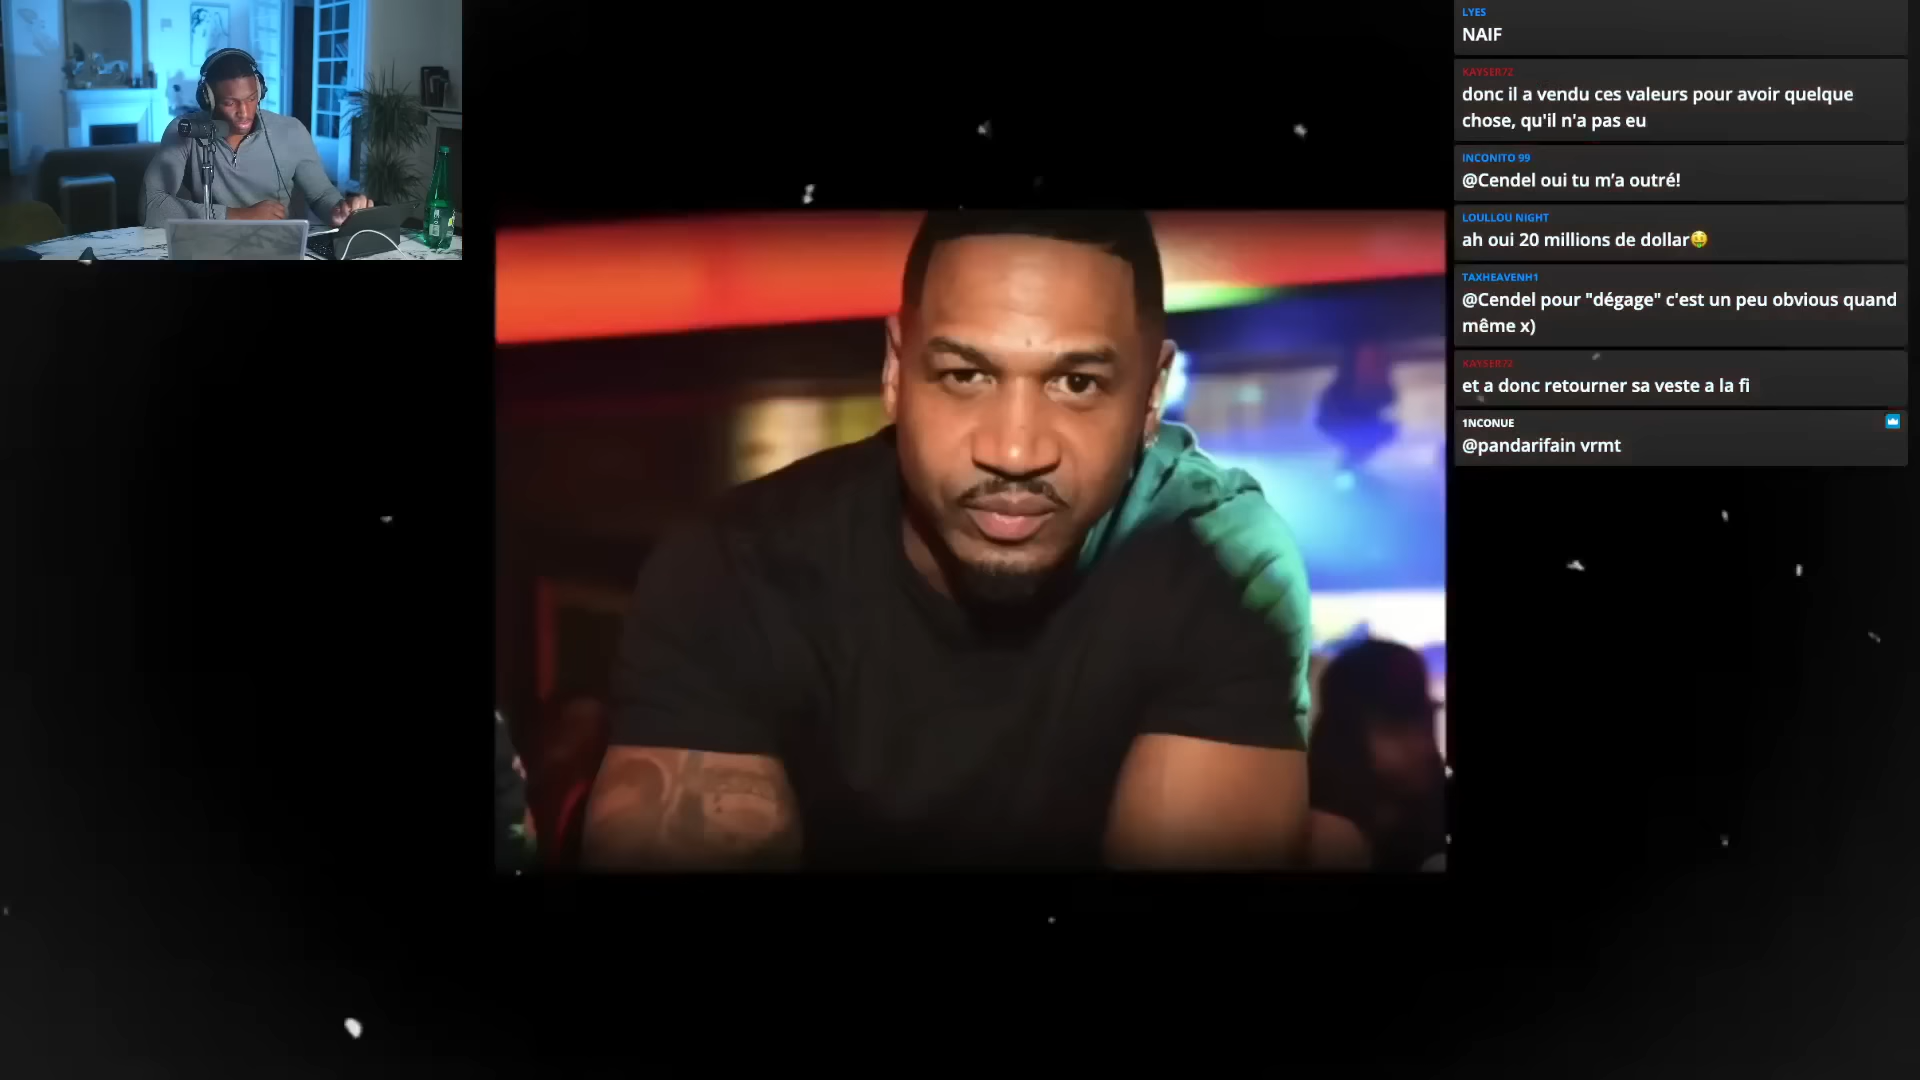 LYES
NAIF
KAYSER72
donc il a vendu ces valeurs pour avoir quelque
chose, qu'il n'a pas eu
INCONITO 99
@Cendel oui tu m’a outré!
LOULLOU NIGHT
ah oui 20 millions de dollar🤑
TAXHEAVENH1
@Cendel pour "dégage" c'est un peu obvious quand
même x)
KAYSER72
et a donc retourner sa veste a la fi
1NCONUE
@pandarifain vrmt